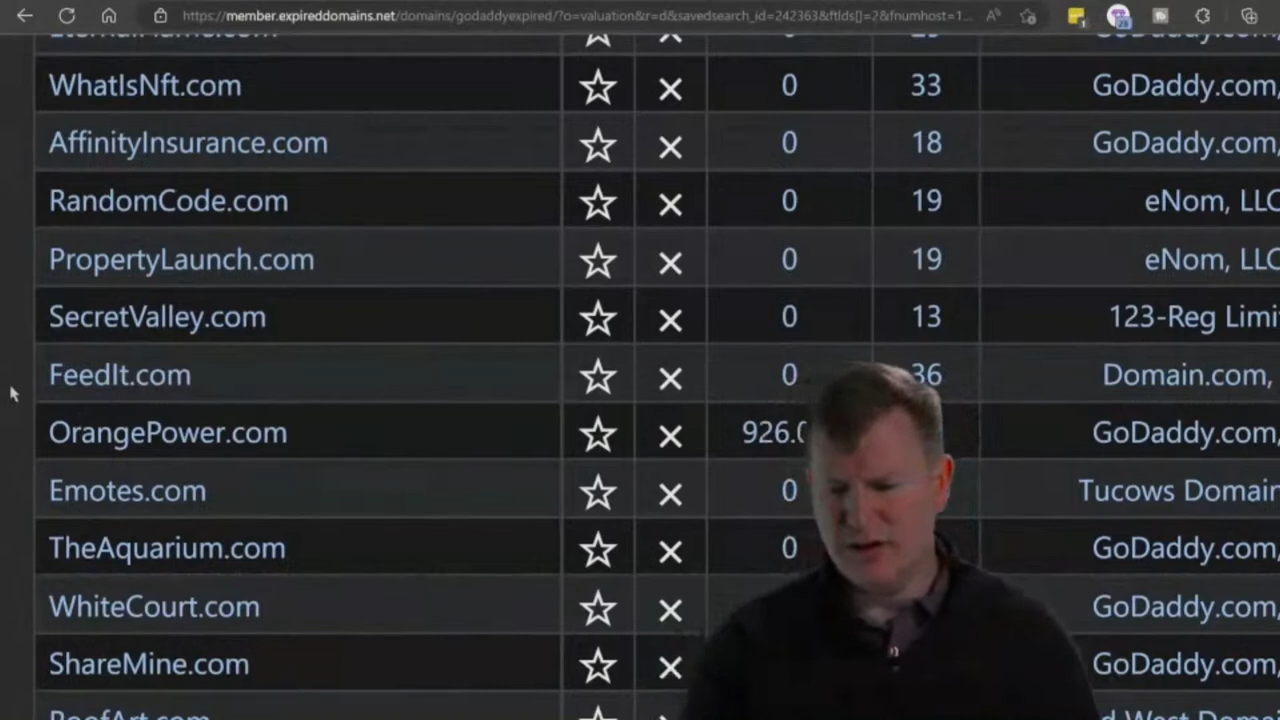 https://member.expireddomains.net/domains/godaddyexpired/?o=valuation&r=d&savedsearch_id=242363&ftlds[]=2&fnumhost=1...
WhatIsNft.com 0 33 GoDaddy.com,
AffinityInsurance.com 0 18 GoDaddy.com,
RandomCode.com 0 19 eNom, LLC
PropertyLaunch.com 0 19 eNom, LLC
SecretValley.com 0 13 123-Reg Limi
FeedIt.com 0 36 Domain.com,
OrangePower.com 926.0 GoDaddy.com,
Emotes.com 0 Tucows Domain
TheAquarium.com 0 GoDaddy.com,
WhiteCourt.com GoDaddy.com,
ShareMine.com GoDaddy.com,